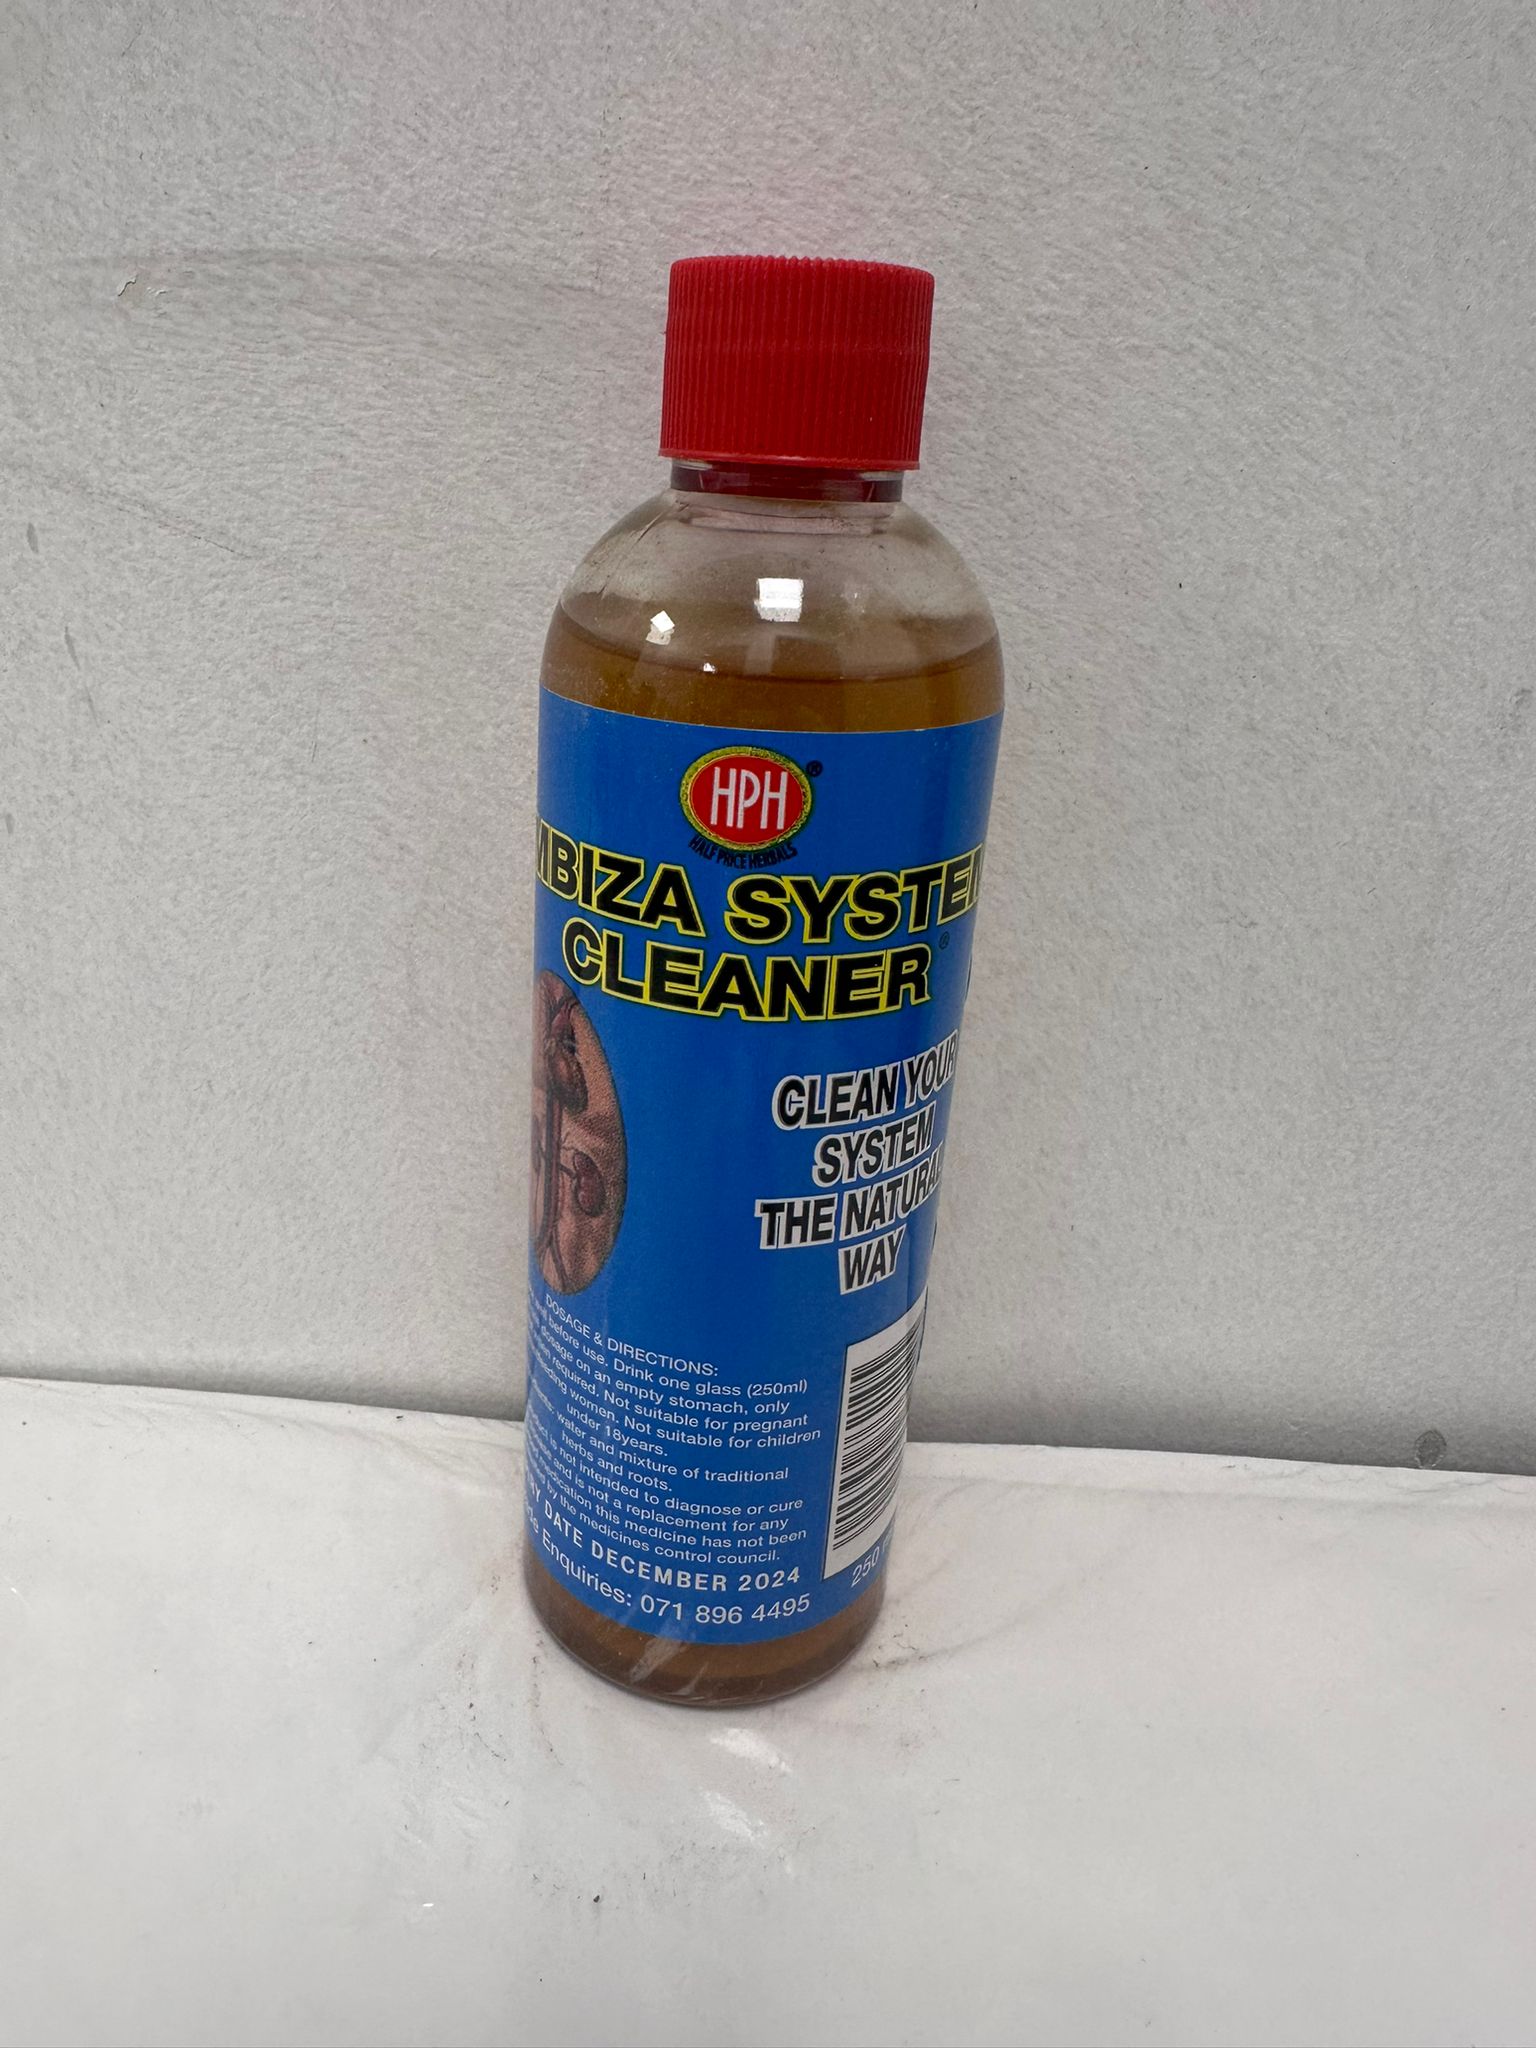 HPH
®
HALF PRICE HERBALS
MBIZA SYSTEM
CLEANER ®
CLEAN YOUR
SYSTEM
THE NATURAL
WAY
DOSAGE & DIRECTIONS:
before use. Drink one glass (250ml)
dosage on an empty stomach, only
when required. Not suitable for pregnant
women. Not suitable for children
under 18years.
water and mixture of traditional
herbs and roots.
is not intended to diagnose or cure
and is not a replacement for any
medication this medicine has not been
by the medicines control council.
DATE DECEMBER 2024
Enquiries: 071 896 4495
250